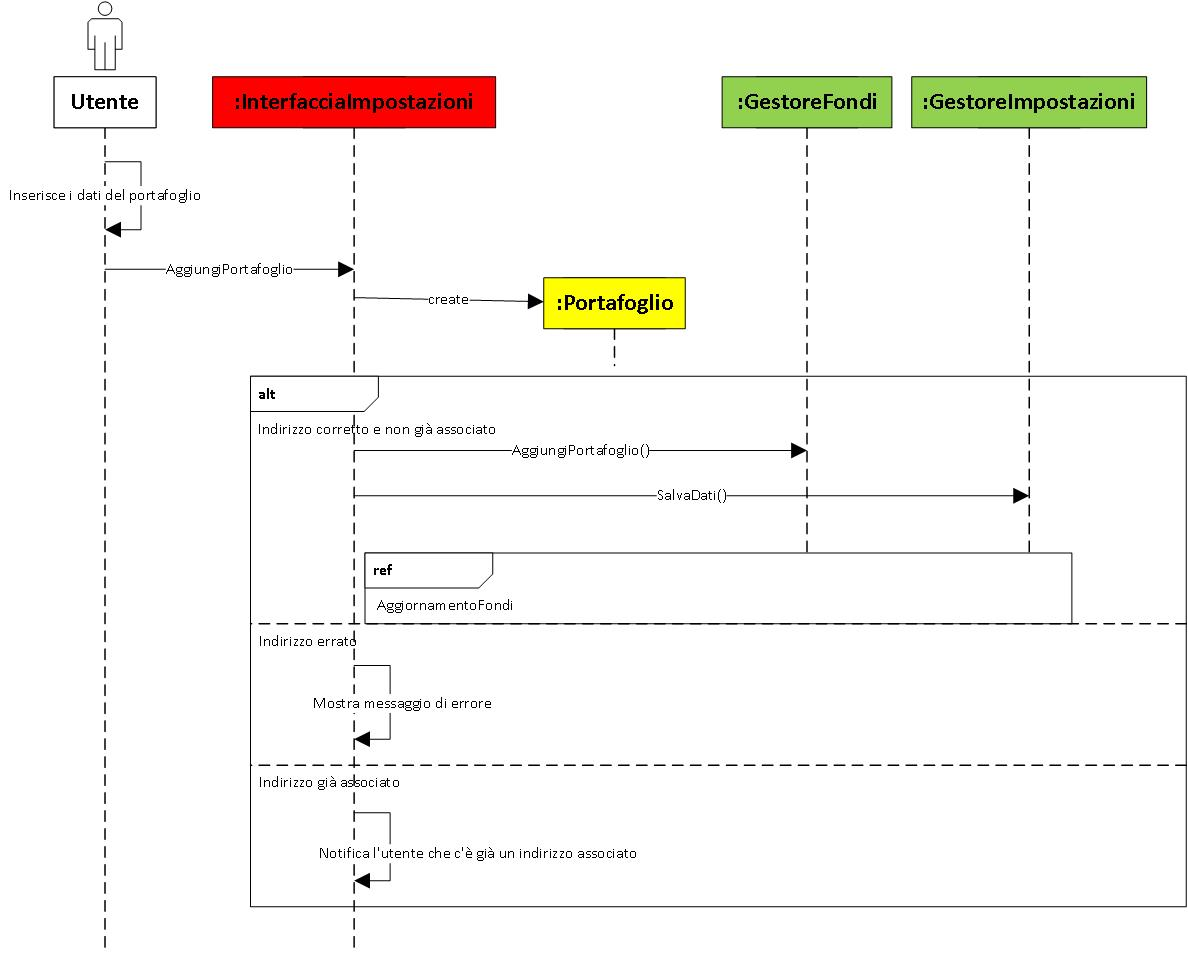 Utente
:InterfacciaImpostazioni
:GestoreFondi
:GestoreImpostazioni
Inserisce i dati del portafoglio
AggiungiPortafoglio
create
:Portafoglio
alt
Indirizzo corretto e non già associato
AggiungiPortafoglio()
SalvaDati()
ref
AggiornamentoFondi
Indirizzo errato
Mostra messaggio di errore
Indirizzo già associato
Notifica l'utente che c'è già un indirizzo associato